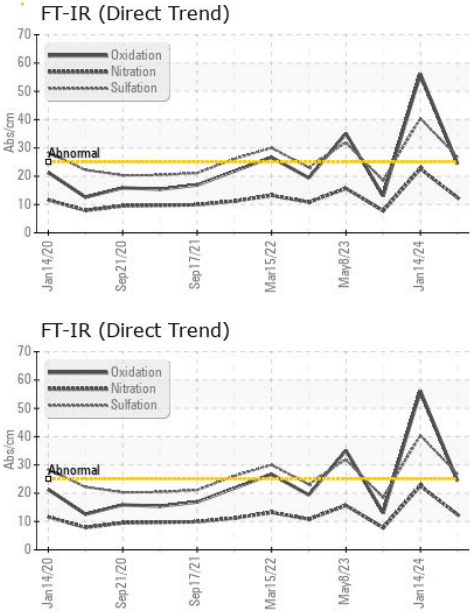 FT-IR (Direct Trend)
70
60
50
40
30
20
10
0
Abs/cm
Oxidation
Nitration
Sulfation
Abnormal
Jan14/20
Sep21/20
Sep17/21
Mar15/22
May8/23
Jan14/24
FT-IR (Direct Trend)
70
60
50
40
30
20
10
0
Abs/cm
Oxidation
Nitration
Sulfation
Abnormal
Jan14/20
Sep21/20
Sep17/21
Mar15/22
May8/23
Jan14/24